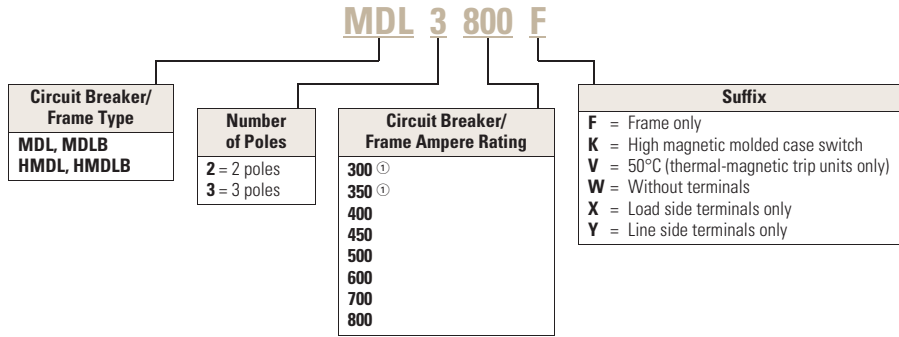 MDL 3 800 F
Circuit Breaker/
Frame Type
MDL, MDLB
HMDL, HMDLB
Number
of Poles
2 = 2 poles
3 = 3 poles
Circuit Breaker/
Frame Ampere Rating
300 ①
350 ①
400
450
500
600
700
800
Suffix
F = Frame only
K = High magnetic molded case switch
V = 50°C (thermal-magnetic trip units only)
W = Without terminals
X = Load side terminals only
Y = Line side terminals only